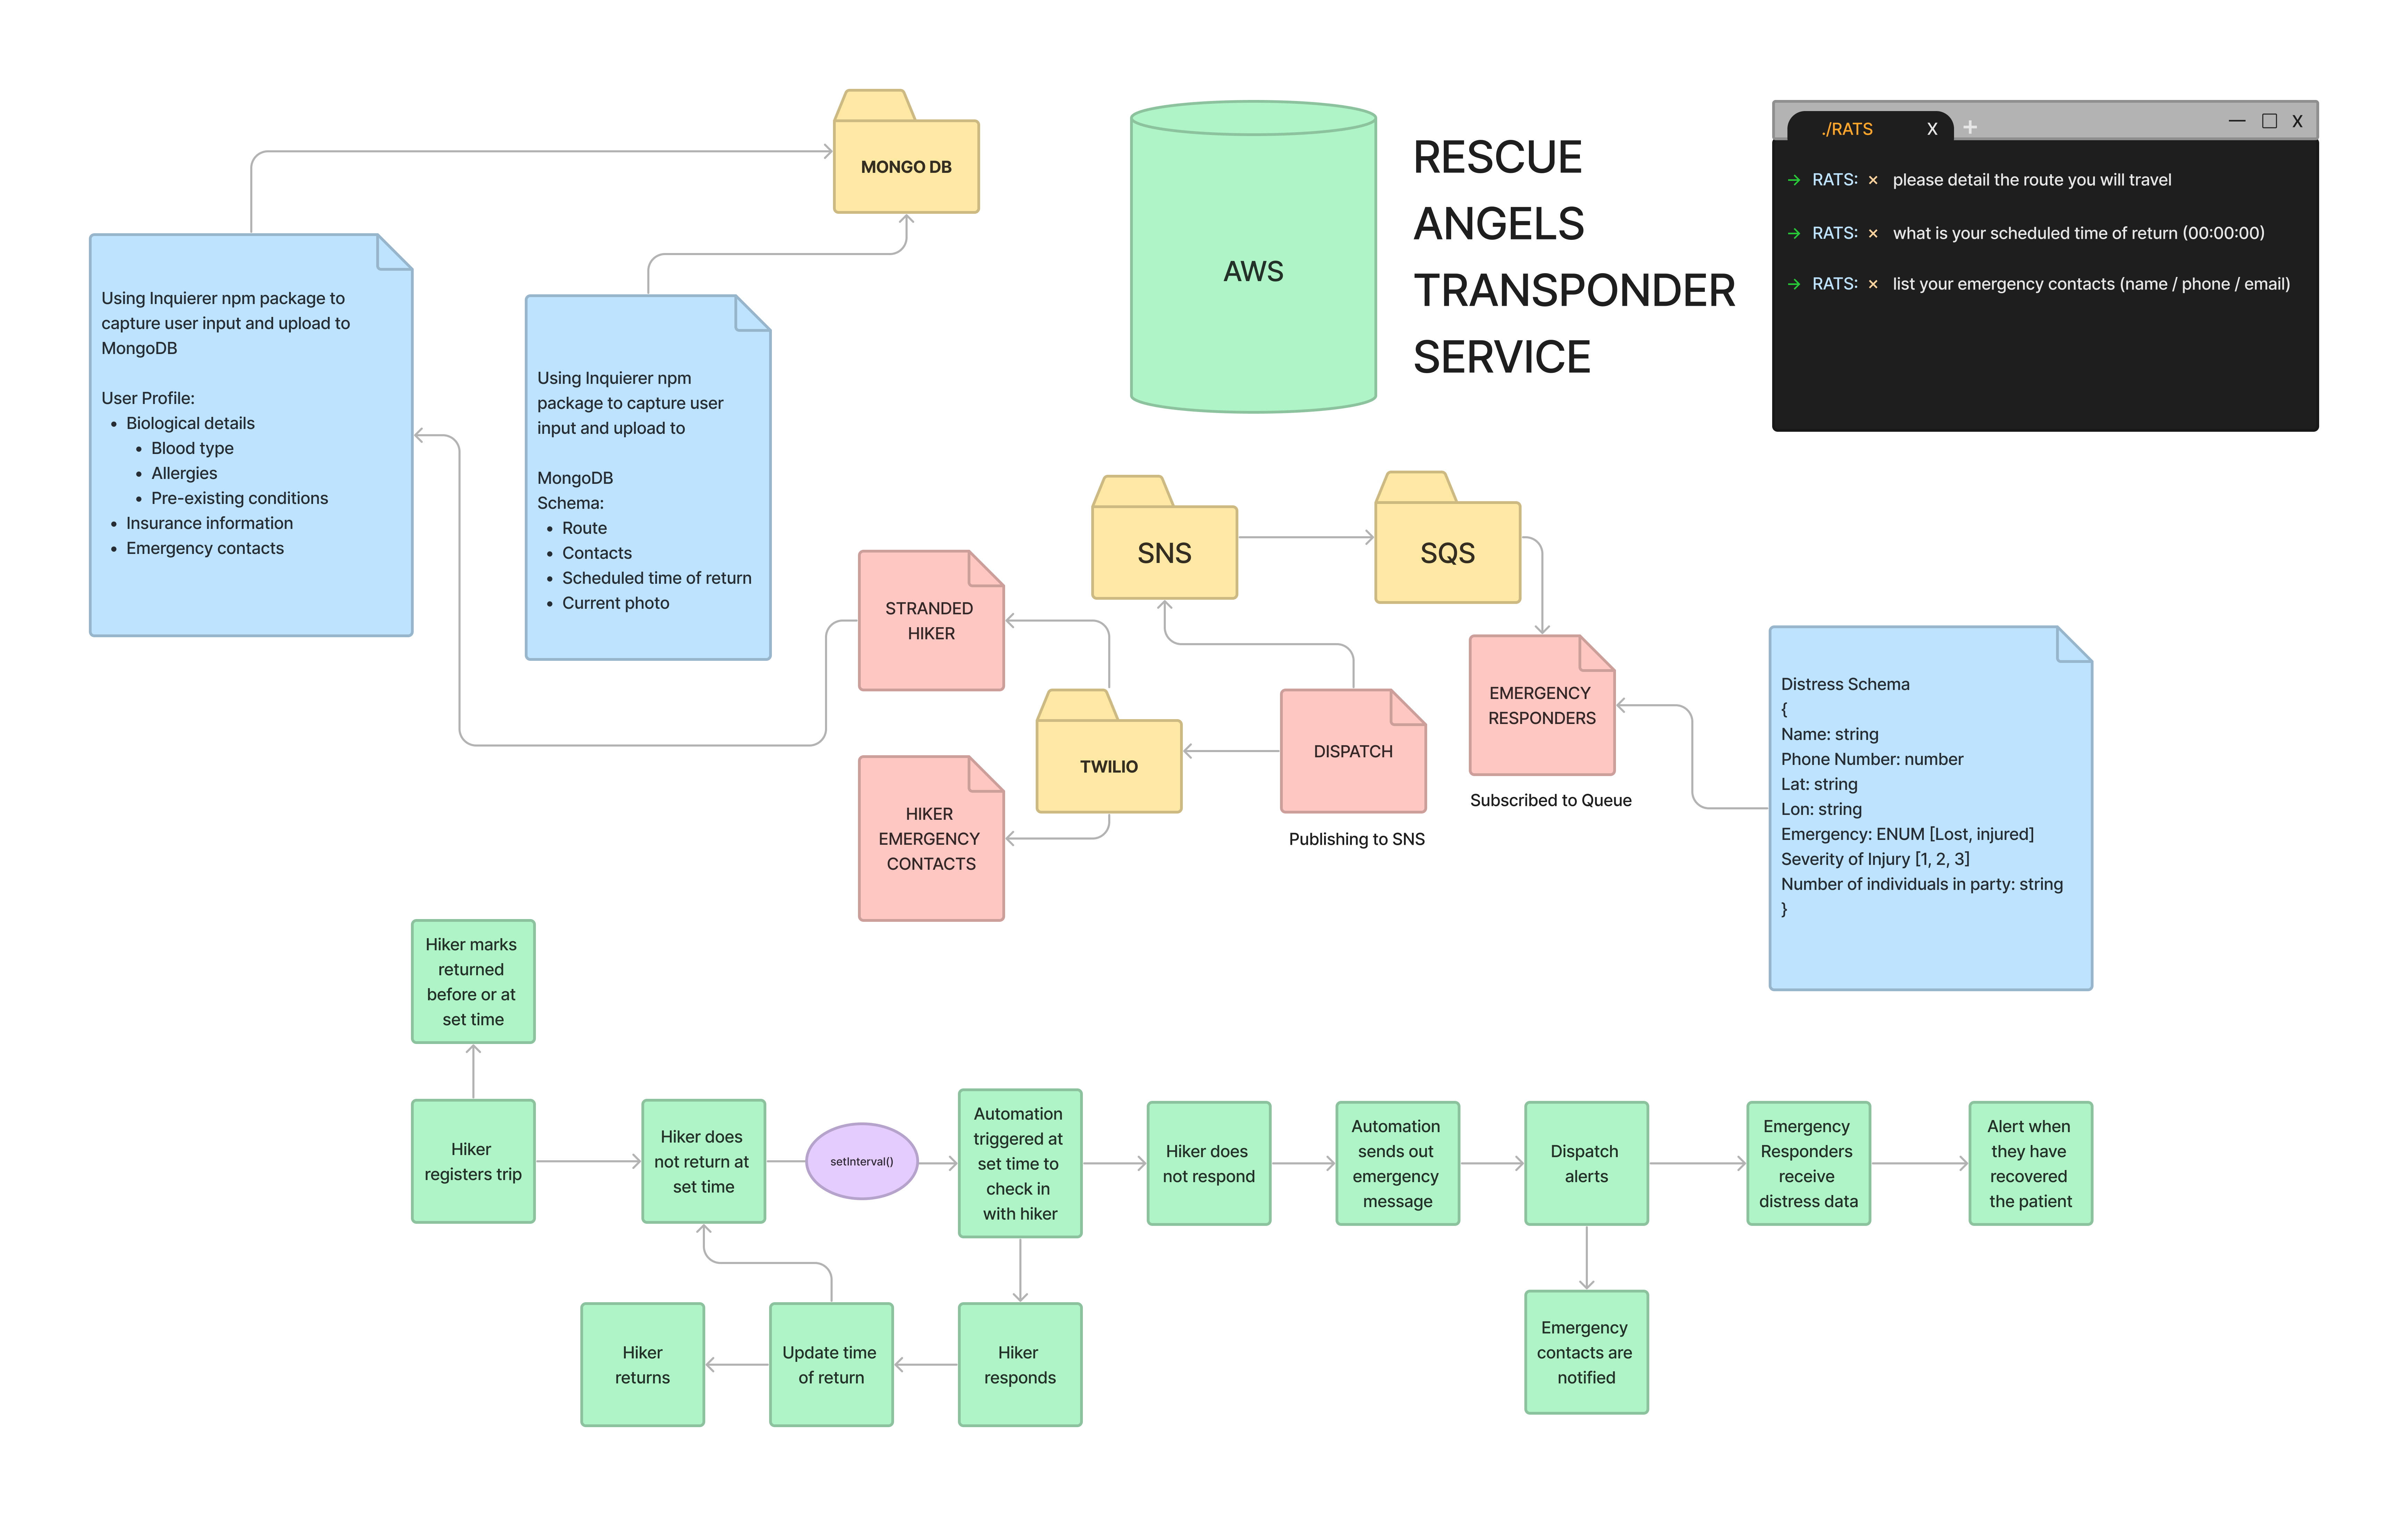 MONGO DB
AWS
RESCUE
ANGELS
TRANSPONDER
SERVICE
./RATS X +
— □ X
→ RATS: × please detail the route you will travel
→ RATS: × what is your scheduled time of return (00:00:00)
→ RATS: × list your emergency contacts (name / phone / email)
Using Inquierer npm package to
capture user input and upload to
MongoDB
User Profile:
• Biological details
• Blood type
• Allergies
• Pre-existing conditions
• Insurance information
• Emergency contacts
Using Inquierer npm
package to capture user
input and upload to
MongoDB
Schema:
• Route
• Contacts
• Scheduled time of return
• Current photo
SNS
SQS
STRANDED
HIKER
TWILIO
HIKER
EMERGENCY
CONTACTS
DISPATCH
Publishing to SNS
EMERGENCY
RESPONDERS
Subscribed to Queue
Distress Schema
{
Name: string
Phone Number: number
Lat: string
Lon: string
Emergency: ENUM [Lost, injured]
Severity of Injury [1, 2, 3]
Number of individuals in party: string
}
Hiker marks
returned
before or at
set time
Hiker
registers trip
Hiker does
not return at
set time
setInterval()
Automation
triggered at
set time to
check in
with hiker
Hiker does
not respond
Automation
sends out
emergency
message
Dispatch
alerts
Emergency
Responders
receive
distress data
Alert when
they have
recovered
the patient
Hiker
returns
Update time
of return
Hiker
responds
Emergency
contacts are
notified